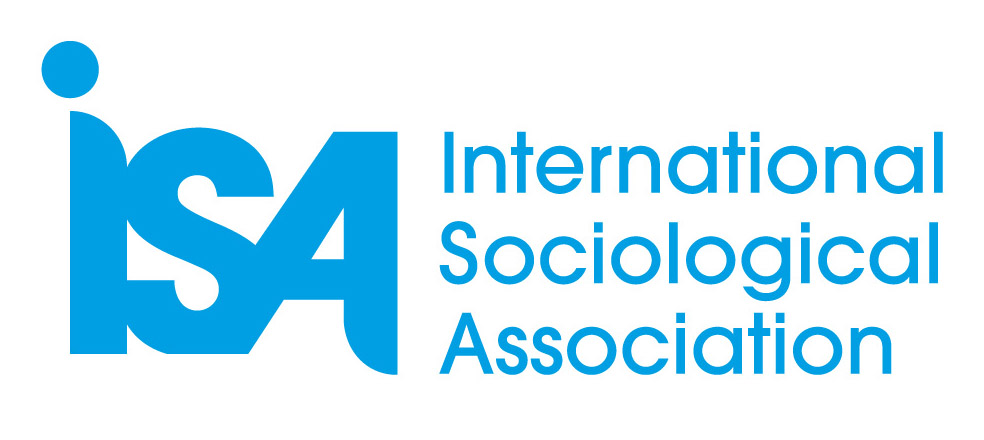 iSA
International
Sociological
Association